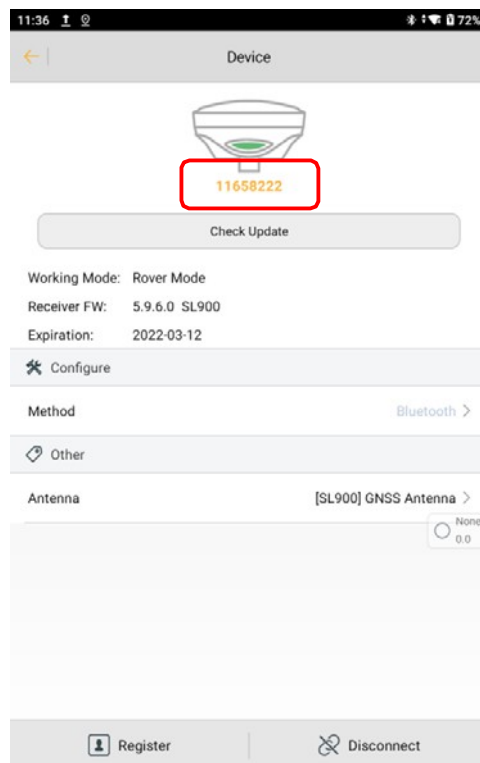 11:36 72%
Device
11658222
Check Update
Working Mode: Rover Mode
Receiver FW: 5.9.6.0 SL900
Expiration: 2022-03-12
Configure
Method Bluetooth >
Other
Antenna [SL900] GNSS Antenna >
None
0.0
Register Disconnect